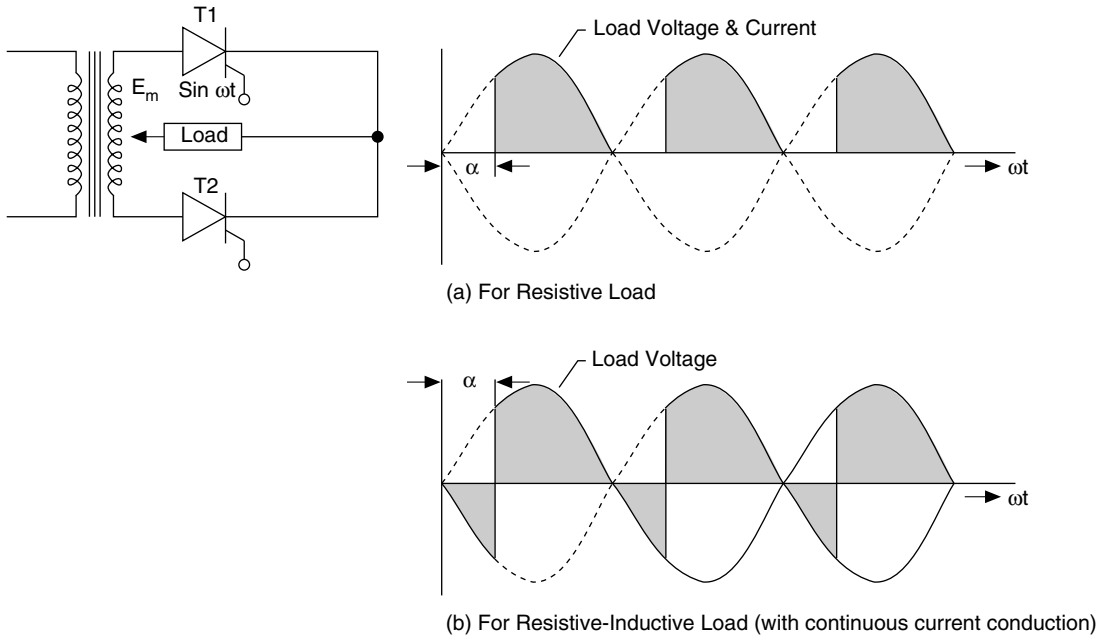 T1
E_m
Sin ωt
Load
T2
Load Voltage & Current
α
ωt
(a) For Resistive Load
Load Voltage
α
ωt
(b) For Resistive-Inductive Load (with continuous current conduction)